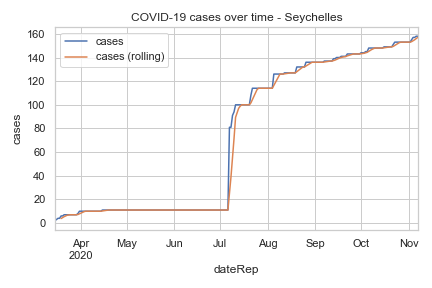 COVID-19 cases over time - Seychelles
cases
cases (rolling)
160
140
120
100
80
60
40
20
0
cases
Apr
2020
May
Jun
Jul
Aug
Sep
Oct
Nov
dateRep